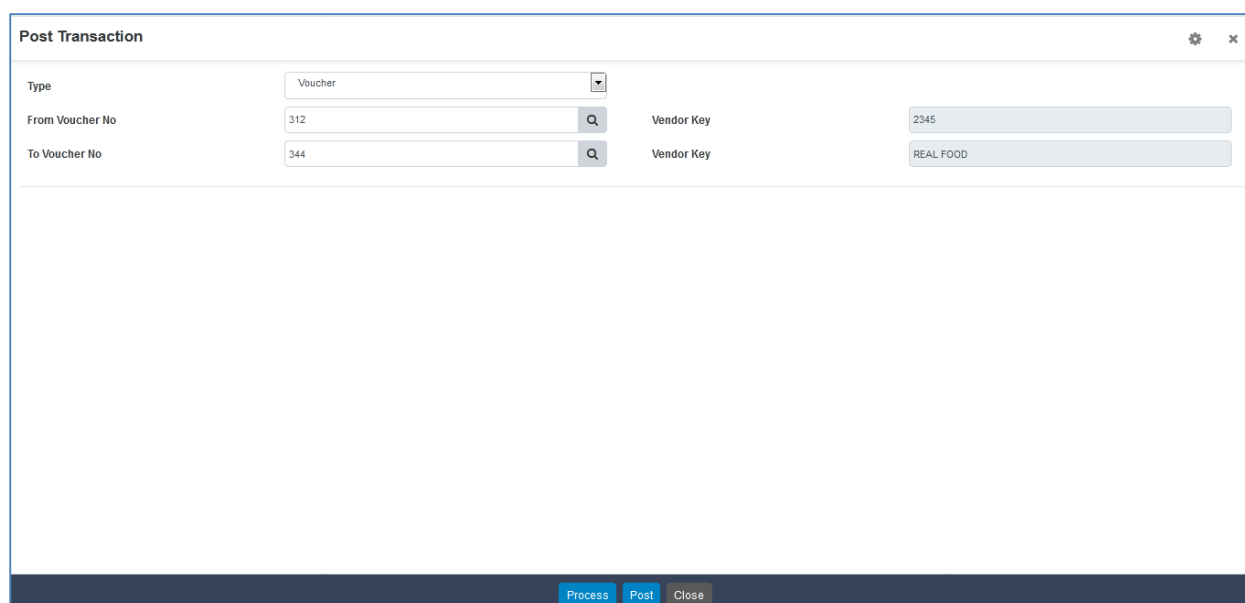 Post Transaction
Type Voucher
From Voucher No 312 Vendor Key 2345
To Voucher No 344 Vendor Key REAL FOOD
Process Post Close